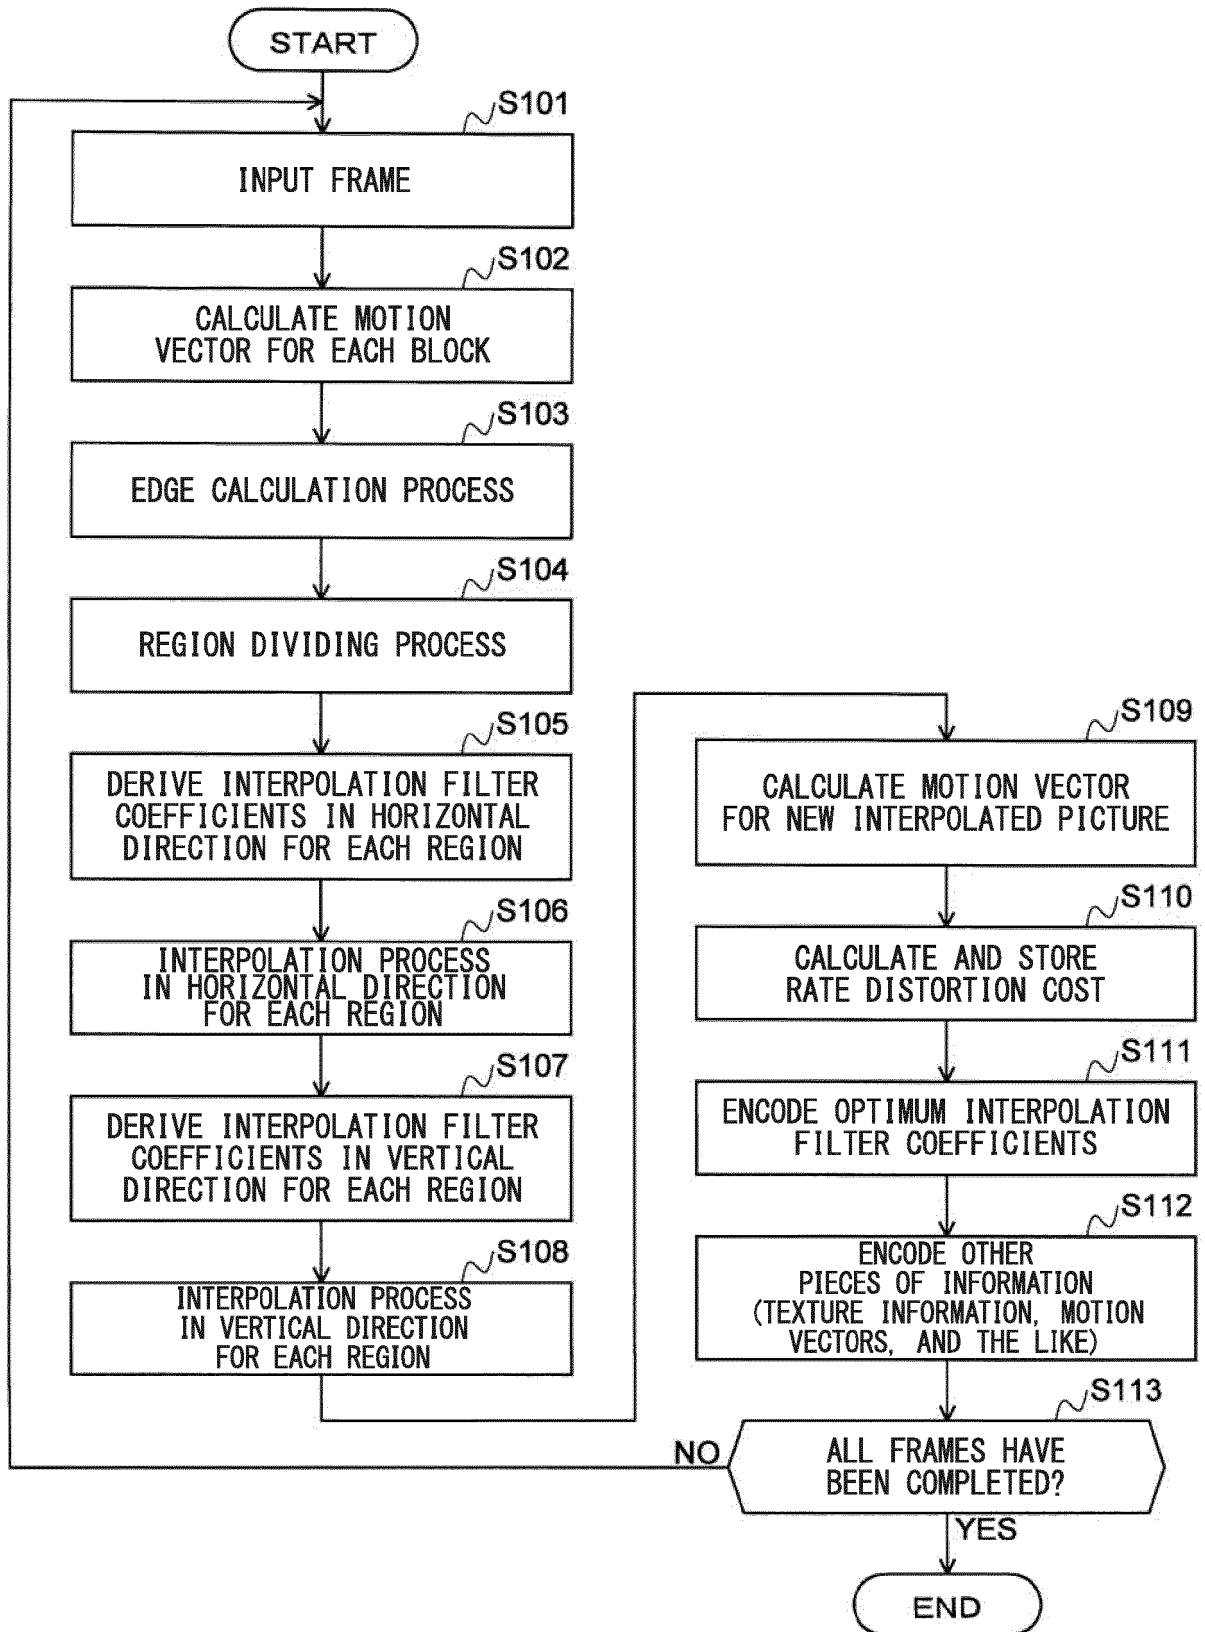 START
S101
INPUT FRAME
S102
CALCULATE MOTION
VECTOR FOR EACH BLOCK
S103
EDGE CALCULATION PROCESS
S104
REGION DIVIDING PROCESS
S105
DERIVE INTERPOLATION FILTER
COEFFICIENTS IN HORIZONTAL
DIRECTION FOR EACH REGION
S106
INTERPOLATION PROCESS
IN HORIZONTAL DIRECTION
FOR EACH REGION
S107
DERIVE INTERPOLATION FILTER
COEFFICIENTS IN VERTICAL
DIRECTION FOR EACH REGION
S108
INTERPOLATION PROCESS
IN VERTICAL DIRECTION
FOR EACH REGION
S109
CALCULATE MOTION VECTOR
FOR NEW INTERPOLATED PICTURE
S110
CALCULATE AND STORE
RATE DISTORTION COST
S111
ENCODE OPTIMUM INTERPOLATION
FILTER COEFFICIENTS
S112
ENCODE OTHER
PIECES OF INFORMATION
(TEXTURE INFORMATION, MOTION
VECTORS, AND THE LIKE)
S113
ALL FRAMES HAVE
BEEN COMPLETED?
NO
YES
END